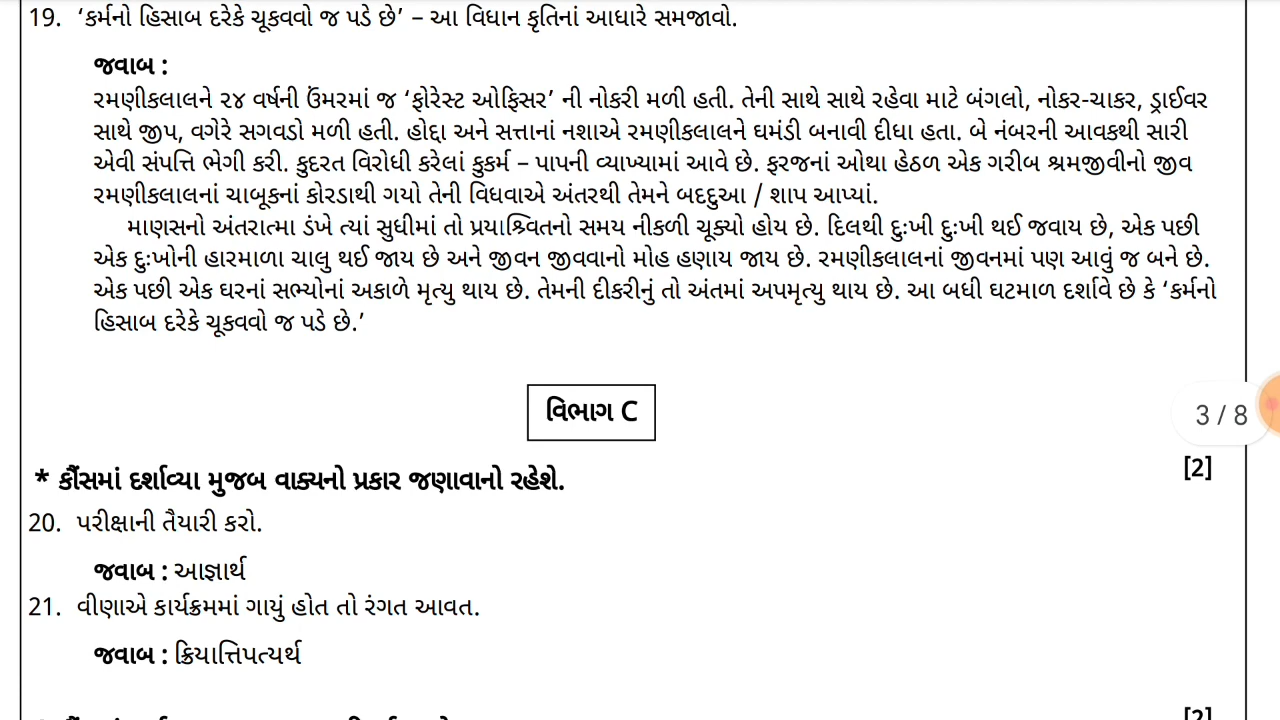 19. ‘કર્મનો હિસાબ દરેકે ચૂકવવો જ પડે છે’ – આ વિધાન કૃતિનાં આધારે સમજાવો.
જવાબ :
રમણીકલાલને ૨૪ વર્ષની ઉંમરમાં જ ‘ફોરેસ્ટ ઓફિસર’ ની નોકરી મળી હતી. તેની સાથે સાથે રહેવા માટે બંગલો, નોકર-ચાકર, ડ્રાઈવર
સાથે જીપ, વગેરે સગવડો મળી હતી. હોદ્દા અને સત્તાનાં નશાએ રમણીકલાલને ઘમંડી બનાવી દીધા હતા. બે નંબરની આવકથી સારી
એવી સંપત્તિ ભેગી કરી. કુદરત વિરોધી કરેલાં કુકર્મ – પાપની વ્યાખ્યામાં આવે છે. ફરજનાં ઓથા હેઠળ એક ગરીબ શ્રમજીવીનો જીવ
રમણીકલાલનાં ચાબૂકનાં કોરડાથી ગયો તેની વિધવાએ અંતરથી તેમને બદદુઆ / શાપ આપ્યાં.
માણસનો અંતરાત્મા ડંખે ત્યાં સુધીમાં તો પ્રયાશ્ર્વિતનો સમય નીકળી ચૂક્યો હોય છે. દિલથી દુઃખી દુઃખી થઈ જવાય છે, એક પછી
એક દુઃખોની હારમાળા ચાલુ થઈ જાય છે અને જીવન જીવવાનો મોહ હણાય જાય છે. રમણીકલાલનાં જીવનમાં પણ આવું જ બને છે.
એક પછી એક ઘરનાં સભ્યોનાં અકાળે મૃત્યુ થાય છે. તેમની દીકરીનું તો અંતમાં અપમૃત્યુ થાય છે. આ બધી ઘટમાળ દર્શાવે છે કે ‘કર્મનો
હિસાબ દરેકે ચૂકવવો જ પડે છે.’
વિભાગ C
3 / 8
* કૌંસમાં દર્શાવ્યા મુજબ વાક્યનો પ્રકાર જણાવાનો રહેશે. [2]
20. પરીક્ષાની તૈયારી કરો.
જવાબ : આજ્ઞાર્થ
21. વીણાએ કાર્યક્રમમાં ગાયું હોત તો રંગત આવત.
જવાબ : ક્રિયાત્તિપત્યર્થ
[2]